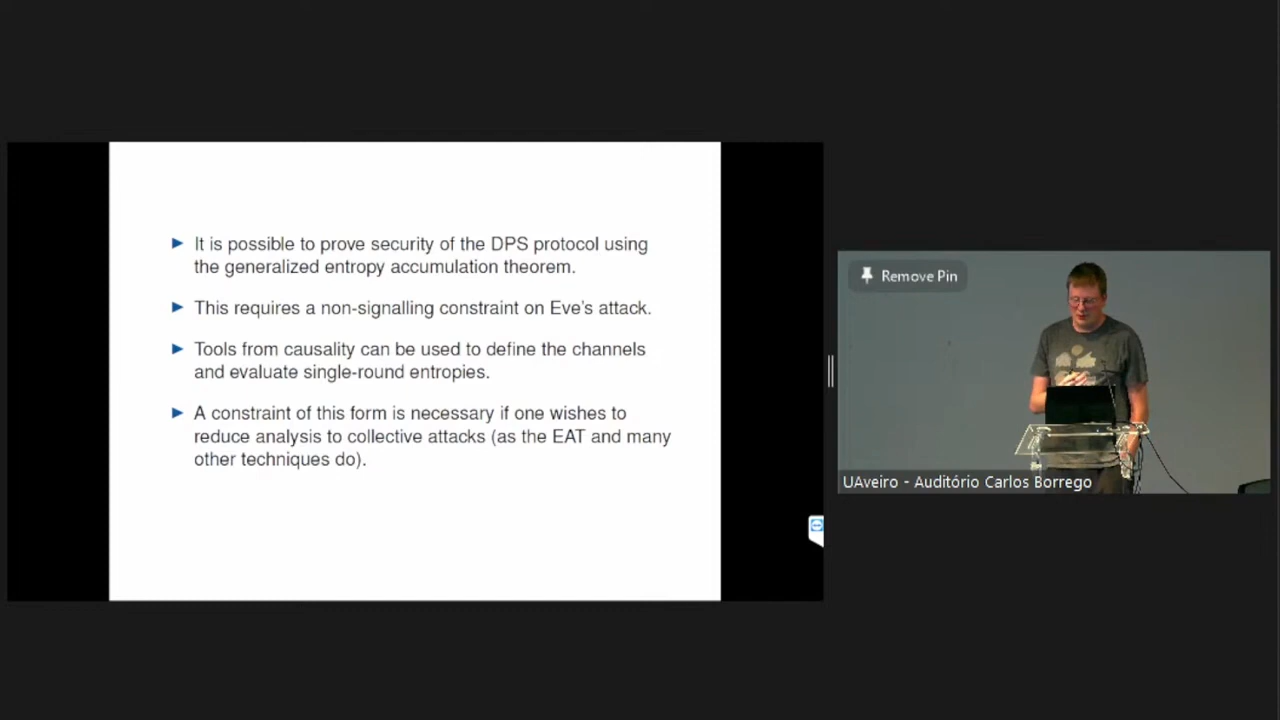 ► It is possible to prove security of the DPS protocol using
the generalized entropy accumulation theorem.
► This requires a non-signalling constraint on Eve's attack.
► Tools from causality can be used to define the channels
and evaluate single-round entropies.
► A constraint of this form is necessary if one wishes to
reduce analysis to collective attacks (as the EAT and many
other techniques do).
Remove Pin
UAveiro - Auditório Carlos Borrego